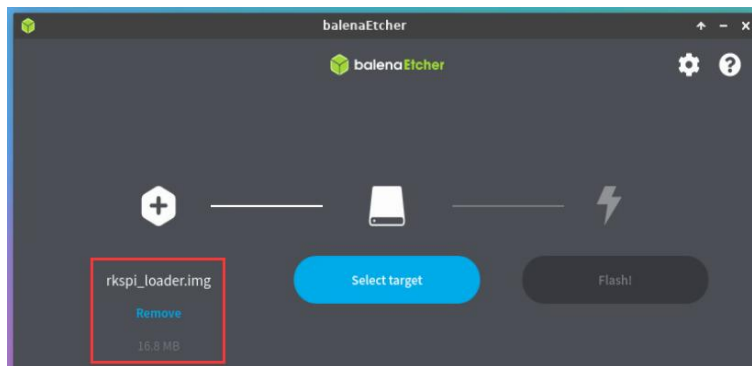 balenaEtcher
balenaEtcher
rkspi_loader.img
Select target
Flash!
Remove
16.8 MB